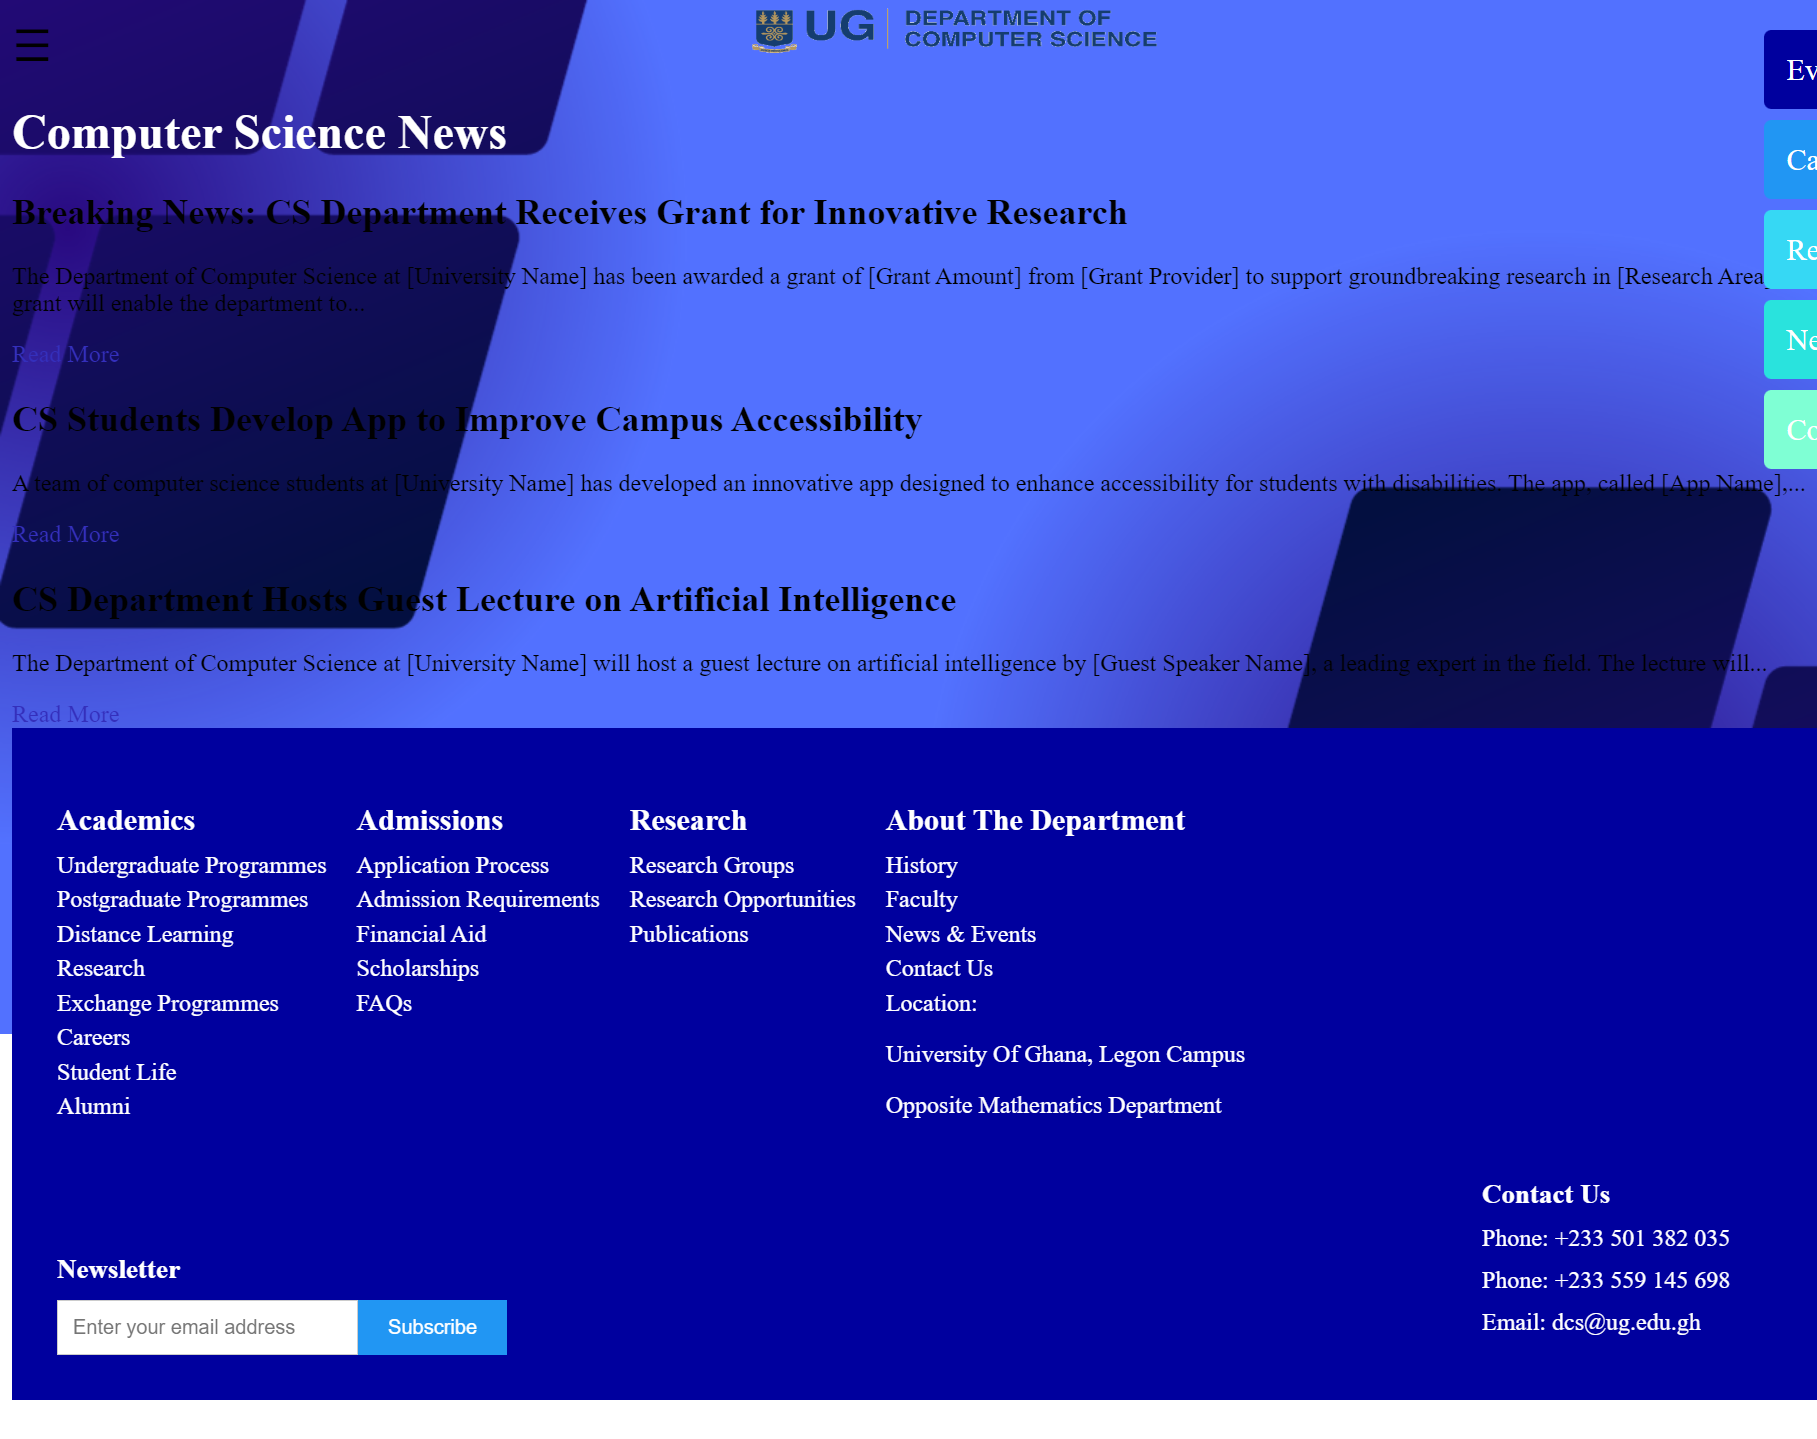 ☰
UG
DEPARTMENT OF
COMPUTER SCIENCE
Ev
Ca
Re
Ne
Co
Computer Science News
Breaking News: CS Department Receives Grant for Innovative Research
The Department of Computer Science at [University Name] has been awarded a grant of [Grant Amount] from [Grant Provider] to support groundbreaking research in [Research Area]
grant will enable the department to...
Read More
CS Students Develop App to Improve Campus Accessibility
A team of computer science students at [University Name] has developed an innovative app designed to enhance accessibility for students with disabilities. The app, called [App Name],...
Read More
CS Department Hosts Guest Lecture on Artificial Intelligence
The Department of Computer Science at [University Name] will host a guest lecture on artificial intelligence by [Guest Speaker Name], a leading expert in the field. The lecture will...
Read More
Academics
Undergraduate Programmes
Postgraduate Programmes
Distance Learning
Research
Exchange Programmes
Careers
Student Life
Alumni
Admissions
Application Process
Admission Requirements
Financial Aid
Scholarships
FAQs
Research
Research Groups
Research Opportunities
Publications
About The Department
History
Faculty
News & Events
Contact Us
Location:
University Of Ghana, Legon Campus
Opposite Mathematics Department
Newsletter
Enter your email address
Subscribe
Contact Us
Phone: +233 501 382 035
Phone: +233 559 145 698
Email: dcs@ug.edu.gh